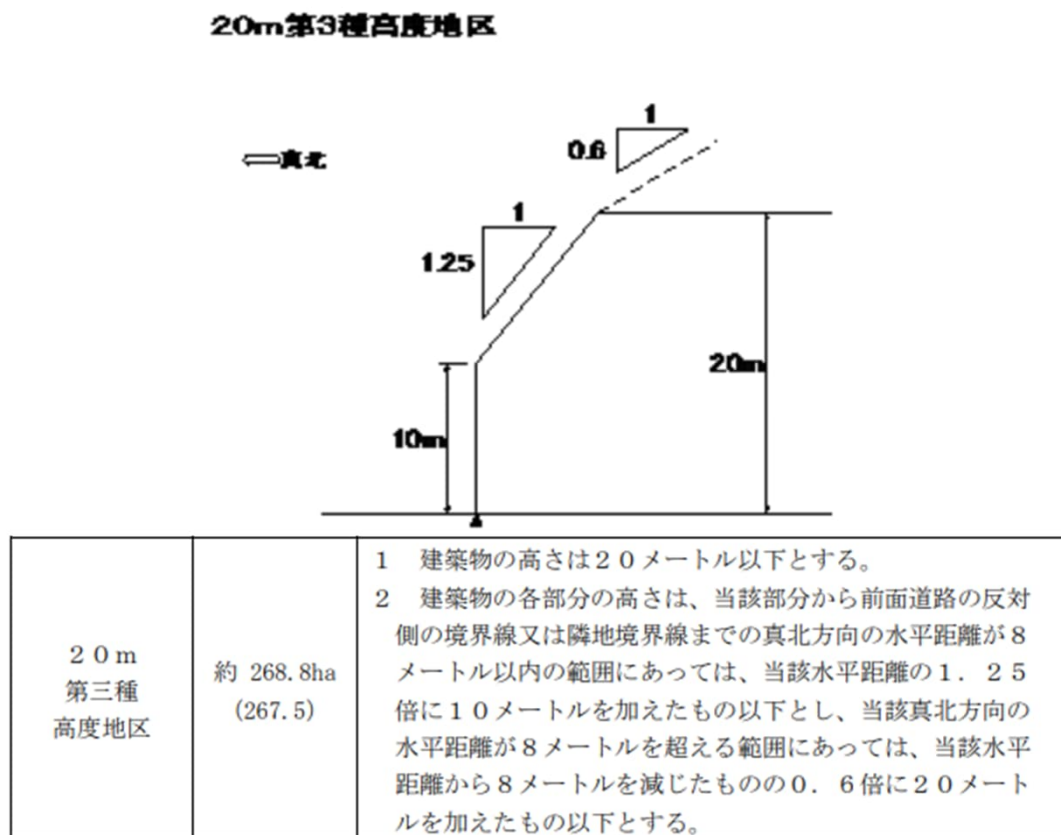 20m第3種高度地区
1
0.6
⇐真北
1
1.25
20m
10m
20m
第三種
高度地区
約 268.8ha
(267.5)
1 建築物の高さは20メートル以下とする。
2 建築物の各部分の高さは、当該部分から前面道路の反対
側の境界線又は隣地境界線までの真北方向の水平距離が8
メートル以内の範囲にあっては、当該水平距離の1.25
倍に10メートルを加えたもの以下とし、当該真北方向の
水平距離が8メートルを超える範囲にあっては、当該水平
距離から8メートルを減じたものの0.6倍に20メート
ルを加えたもの以下とする。